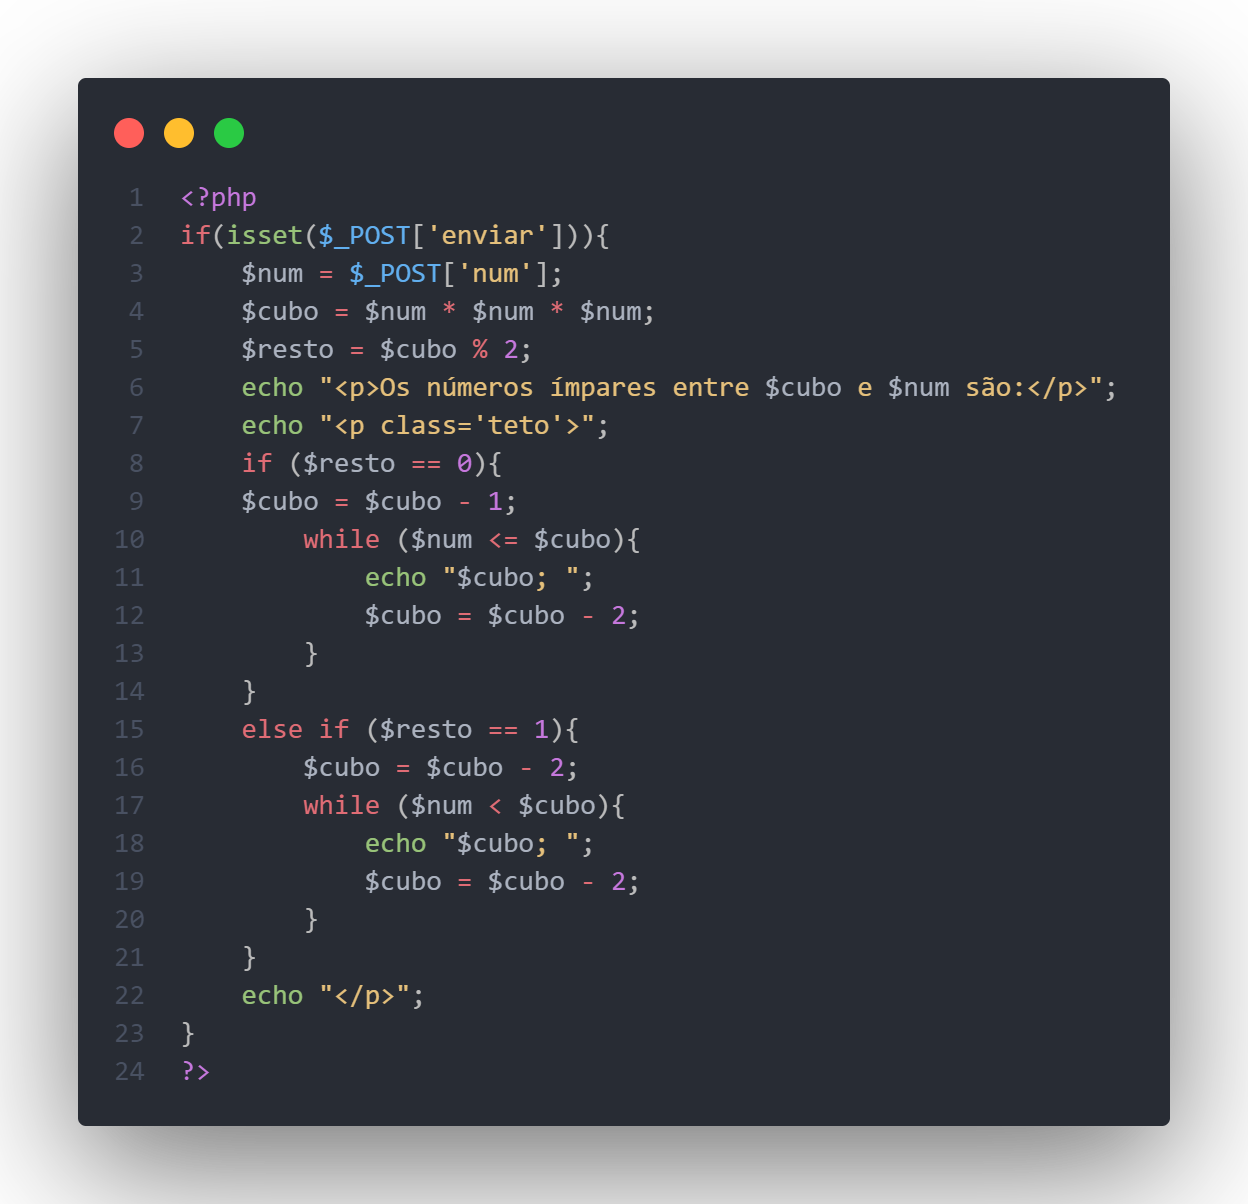 1 <?php
2 if(isset($_POST['enviar'])){
3     $num = $_POST['num'];
4     $cubo = $num * $num * $num;
5     $resto = $cubo % 2;
6     echo "<p>Os números ímpares entre $cubo e $num são:</p>";
7     echo "<p class='teto'>";
8     if ($resto == 0){
9     $cubo = $cubo - 1;
10         while ($num <= $cubo){
11             echo "$cubo; ";
12             $cubo = $cubo - 2;
13         }
14     }
15     else if ($resto == 1){
16         $cubo = $cubo - 2;
17         while ($num < $cubo){
18             echo "$cubo; ";
19             $cubo = $cubo - 2;
20         }
21     }
22     echo "</p>";
23 }
24 ?>